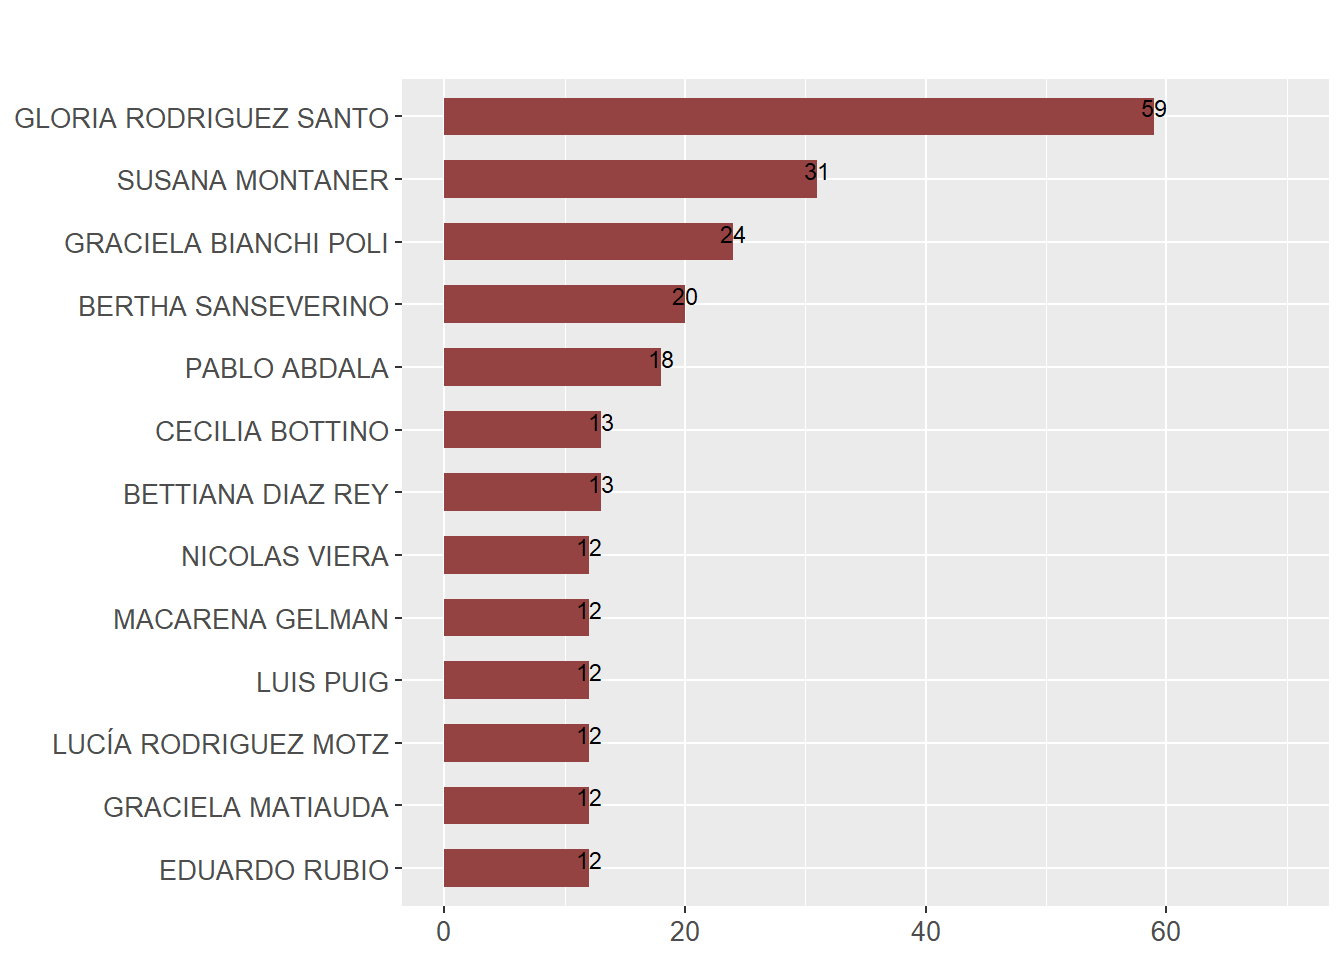 GLORIA RODRIGUEZ SANTO 59
SUSANA MONTANER 31
GRACIELA BIANCHI POLI 24
BERTHA SANSEVERINO 20
PABLO ABDALA 18
CECILIA BOTTINO 13
BETTIANA DIAZ REY 13
NICOLAS VIERA 12
MACARENA GELMAN 12
LUIS PUIG 12
LUCÍA RODRIGUEZ MOTZ 12
GRACIELA MATIAUDA 12
EDUARDO RUBIO 12
0 20 40 60